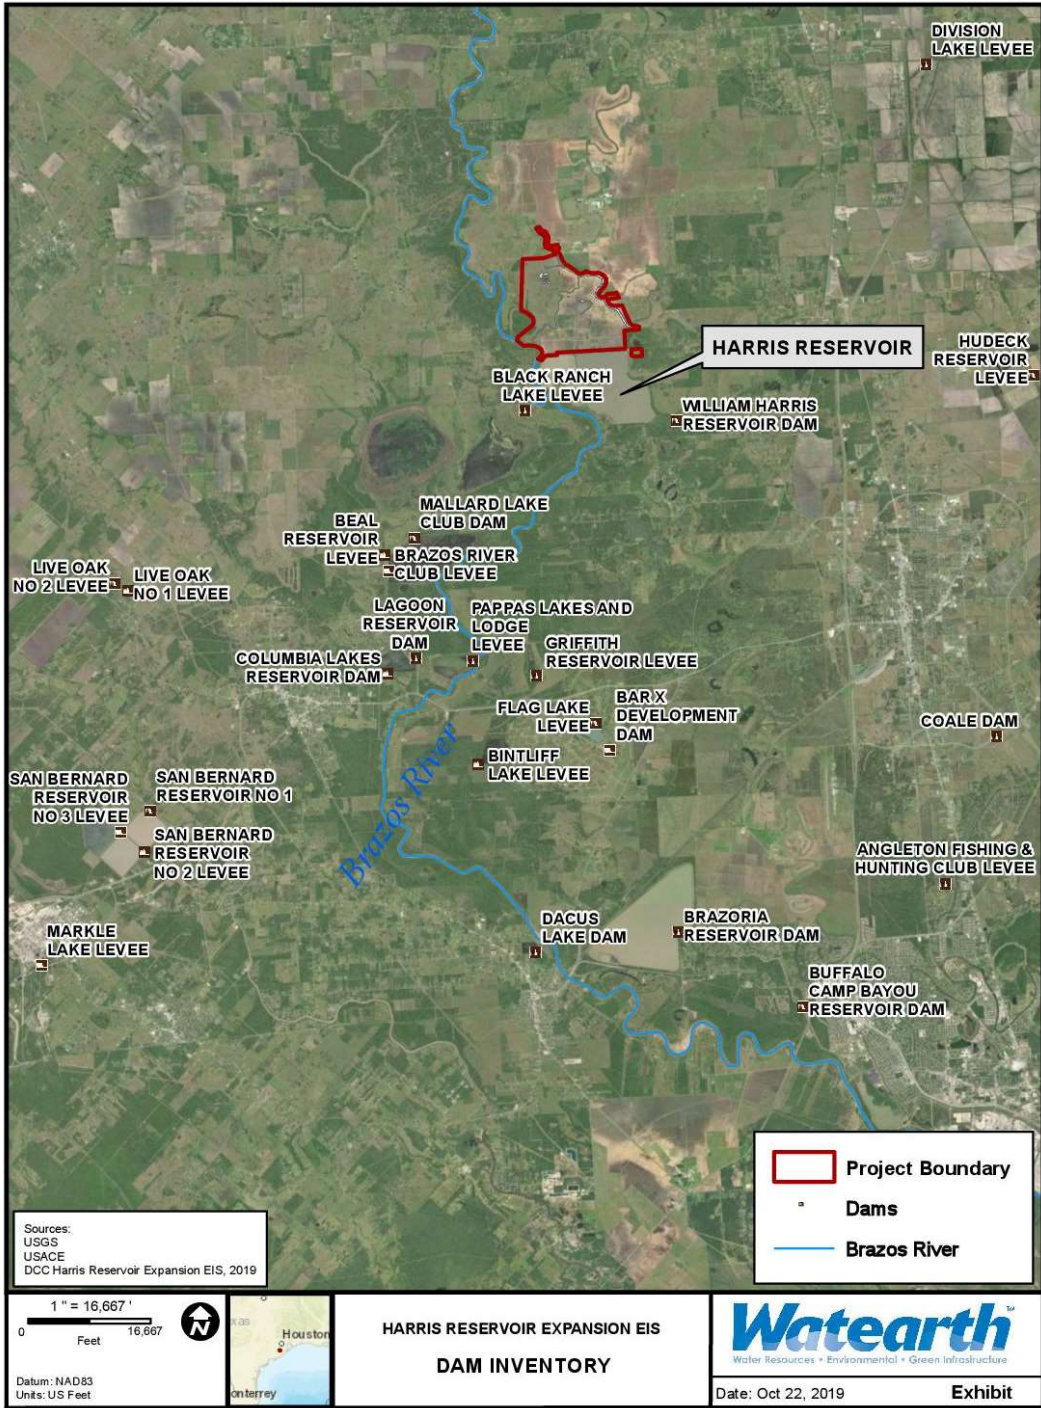 DIVISION
LAKE LEVEE
HARRIS RESERVOIR
HUDECK
RESERVOIR
LEVEE
BLACK RANCH
LAKE LEVEE
WILLIAM HARRIS
RESERVOIR DAM
MALLARD LAKE
CLUB DAM
BEAL
RESERVOIR
LEVEE
BRAZOS RIVER
CLUB LEVEE
LIVE OAK
NO 2 LEVEE
LIVE OAK
NO 1 LEVEE
LAGOON
RESERVOIR
DAM
PAPPAS LAKES AND
LODGE
LEVEE
COLUMBIA LAKES
RESERVOIR DAM
GRIFFITH
RESERVOIR LEVEE
FLAG LAKE
LEVEE
BAR X
DEVELOPMENT
DAM
COALE DAM
BINTLIFF
LAKE LEVEE
Brazos River
SAN BERNARD
RESERVOIR
NO 3 LEVEE
SAN BERNARD
RESERVOIR NO 1
SAN BERNARD
RESERVOIR
NO 2 LEVEE
ANGLETON FISHING &
HUNTING CLUB LEVEE
MARKLE
LAKE LEVEE
DACUS
LAKE DAM
BRAZORIA
RESERVOIR DAM
BUFFALO
CAMP BAYOU
RESERVOIR DAM
Project Boundary
Dams
Brazos River
Sources:
USGS
USACE
DCC Harris Reservoir Expansion EIS, 2019
1 " = 16,667 '
0 16,667
Feet
N
Datum: NAD83
Units: US Feet
xas
Houston
onterrey
HARRIS RESERVOIR EXPANSION EIS
DAM INVENTORY
Watearth™
Water Resources • Environmental • Green Infrastructure
Date: Oct 22, 2019 Exhibit